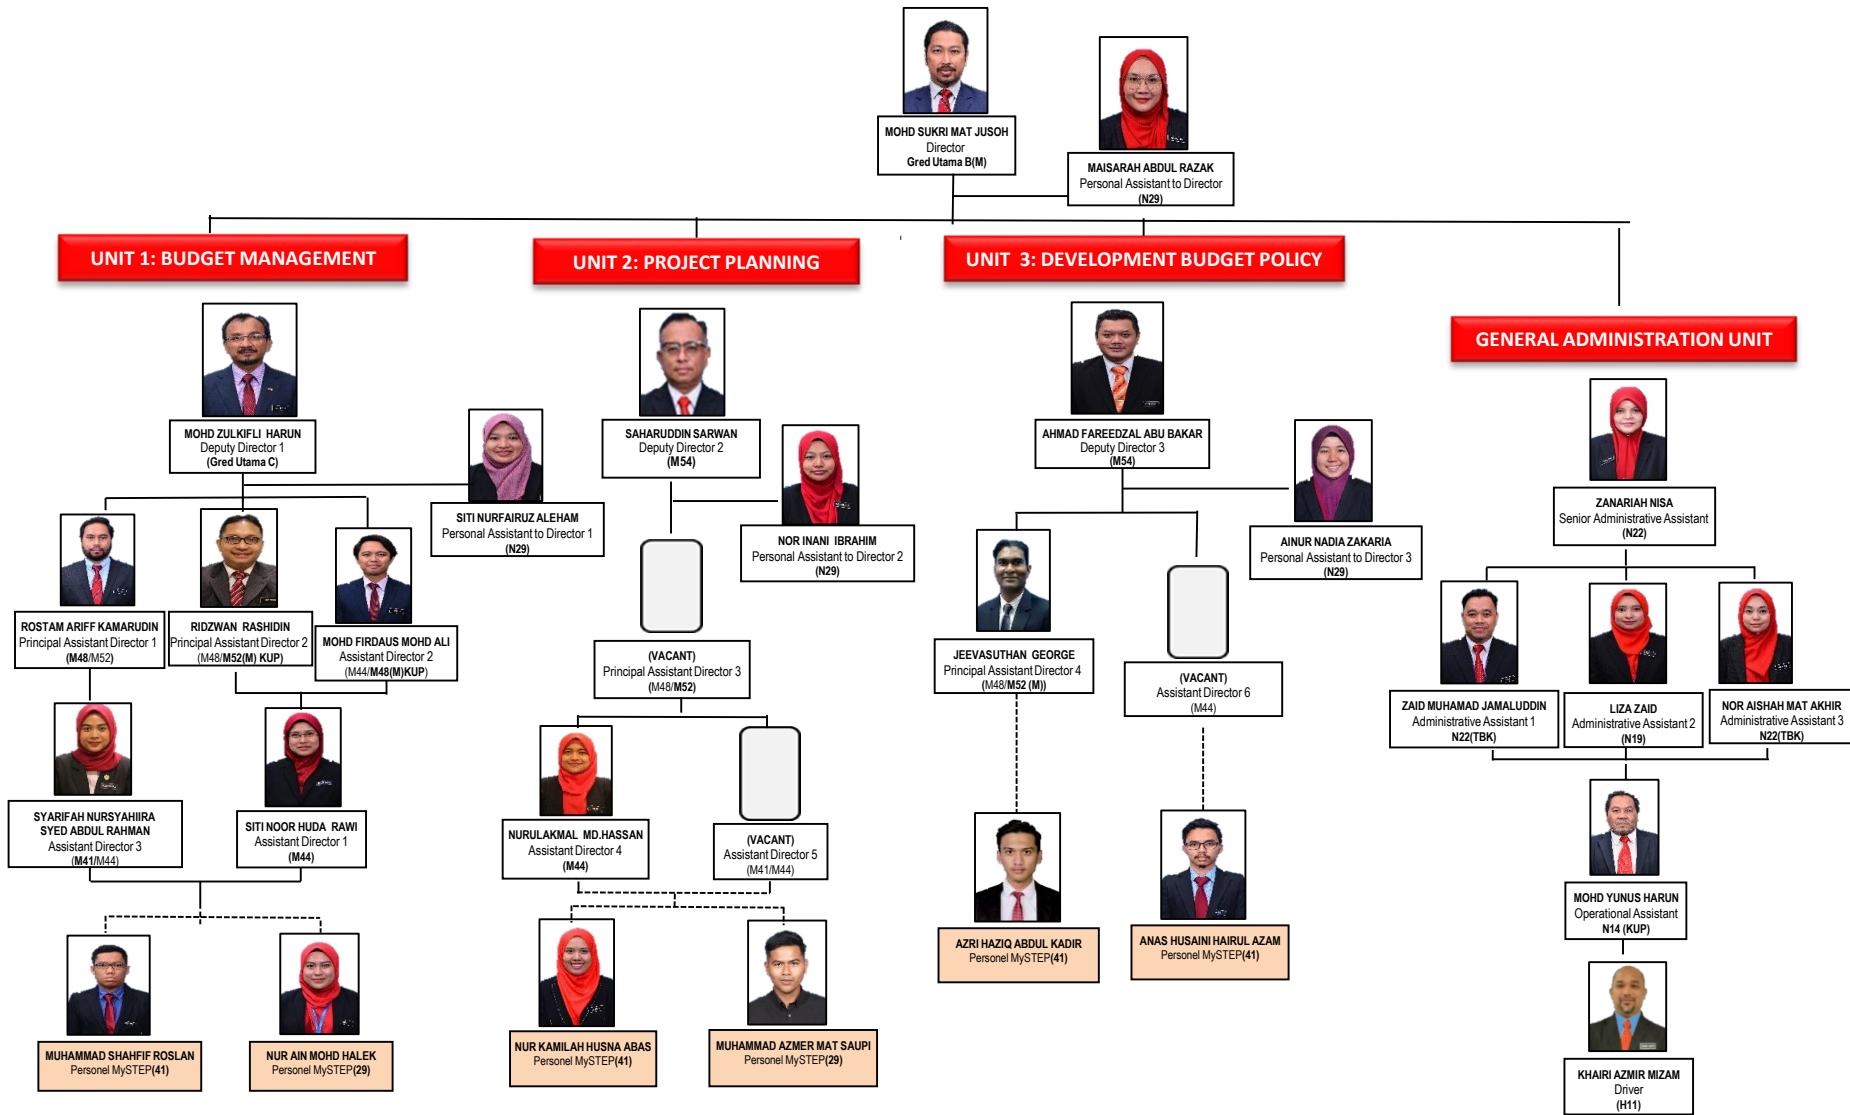 MOHD SUKRI MAT JUSOH
Director
Gred Utama B(M)
MAISARAH ABDUL RAZAK
Personal Assistant to Director
(N29)
UNIT 1: BUDGET MANAGEMENT
UNIT 2: PROJECT PLANNING
UNIT 3: DEVELOPMENT BUDGET POLICY
GENERAL ADMINISTRATION UNIT
MOHD ZULKIFLI HARUN
Deputy Director 1
(Gred Utama C)
SITI NURFAIRUZ ALEHAM
Personal Assistant to Director 1
(N29)
ROSTAM ARIFF KAMARUDIN
Principal Assistant Director 1
(M48/M52)
RIDZWAN RASHIDIN
Principal Assistant Director 2
(M48/M52(M) KUP)
MOHD FIRDAUS MOHD ALI
Assistant Director 2
(M44/M48(M)KUP)
SYARIFAH NURSYAHIIRA
SYED ABDUL RAHMAN
Assistant Director 3
(M41/M44)
SITI NOOR HUDA RAWI
Assistant Director 1
(M44)
MUHAMMAD SHAHFIF ROSLAN
Personel MySTEP(41)
NUR AIN MOHD HALEK
Personel MySTEP(29)
SAHARUDDIN SARWAN
Deputy Director 2
(M54)
NOR INANI IBRAHIM
Personal Assistant to Director 2
(N29)
(VACANT)
Principal Assistant Director 3
(M48/M52)
NURULAKMAL MD.HASSAN
Assistant Director 4
(M44)
(VACANT)
Assistant Director 5
(M41/M44)
NUR KAMILAH HUSNA ABAS
Personel MySTEP(41)
MUHAMMAD AZMER MAT SAUPI
Personel MySTEP(29)
AHMAD FAREEDZAL ABU BAKAR
Deputy Director 3
(M54)
AINUR NADIA ZAKARIA
Personal Assistant to Director 3
(N29)
JEEVASUTHAN GEORGE
Principal Assistant Director 4
(M48/M52 (M))
(VACANT)
Assistant Director 6
(M44)
AZRI HAZIQ ABDUL KADIR
Personel MySTEP(41)
ANAS HUSAINI HAIRUL AZAM
Personel MySTEP(41)
ZANARIAH NISA
Senior Administrative Assistant
(N22)
ZAID MUHAMAD JAMALUDDIN
Administrative Assistant 1
N22(TBK)
LIZA ZAID
Administrative Assistant 2
(N19)
NOR AISHAH MAT AKHIR
Administrative Assistant 3
N22(TBK)
MOHD YUNUS HARUN
Operational Assistant
N14 (KUP)
KHAIRI AZMIR MIZAM
Driver
(H11)